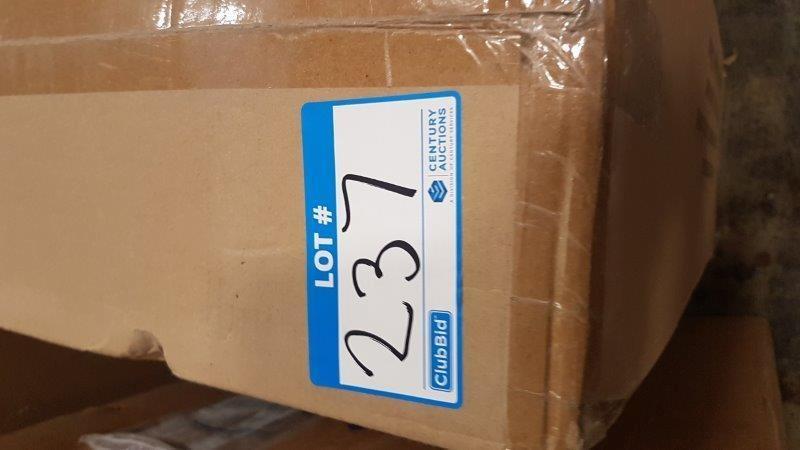 LOT #
237
ClubBid
CENTURY
AUCTIONS
A DIVISION OF CENTURY SERVICES